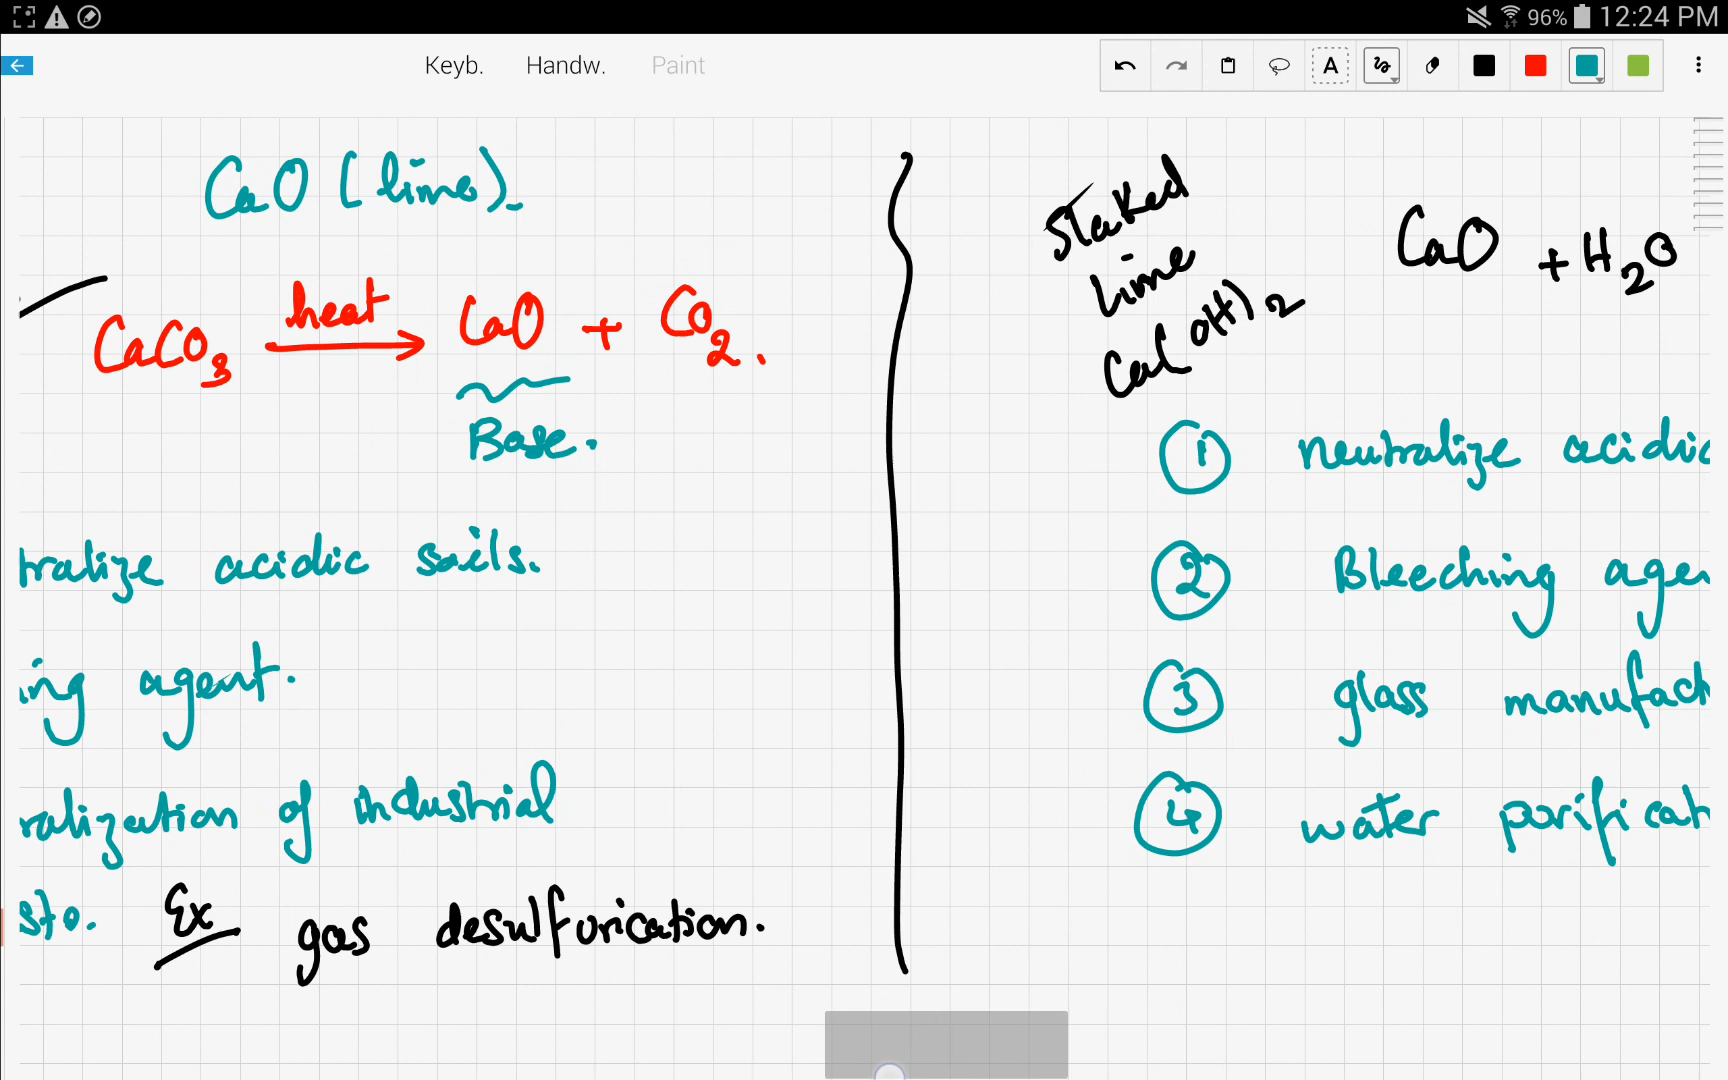 96% 12:24 PM
Keyb. Handw. Paint
A
CaO (lime).
CaCO3 heat → CaO + CO2.
Base.
tralize acidic soils.
ing agent.
ralization of industrial
sto. Ex gas desulfurication.
Slaked
lime
Ca(OH)2
CaO + H2O
1 neutralize acidic
2 Bleeching agen
3 glass manufact
4 water purificat